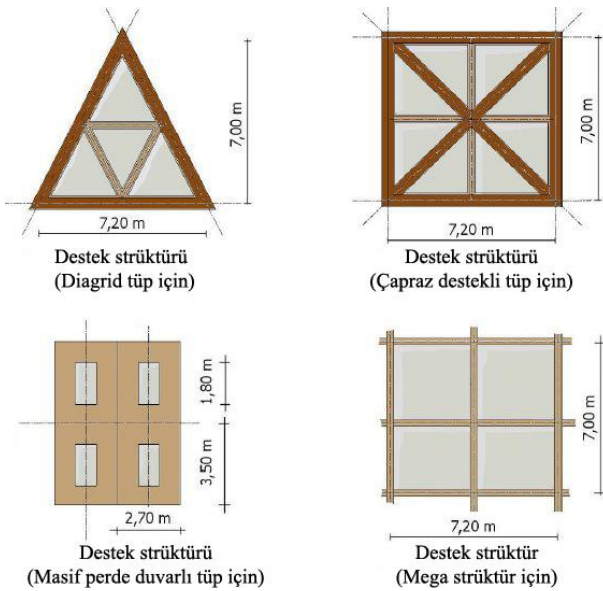 7,00 m
7,20 m
Destek strüktürü
(Diagrid tüp için)
7,00 m
7,20 m
Destek strüktürü
(Çapraz destekli tüp için)
1,80 m
3,50 m
2,70 m
Destek strüktürü
(Masif perde duvarlı tüp için)
7,00 m
7,20 m
Destek strüktür
(Mega strüktür için)